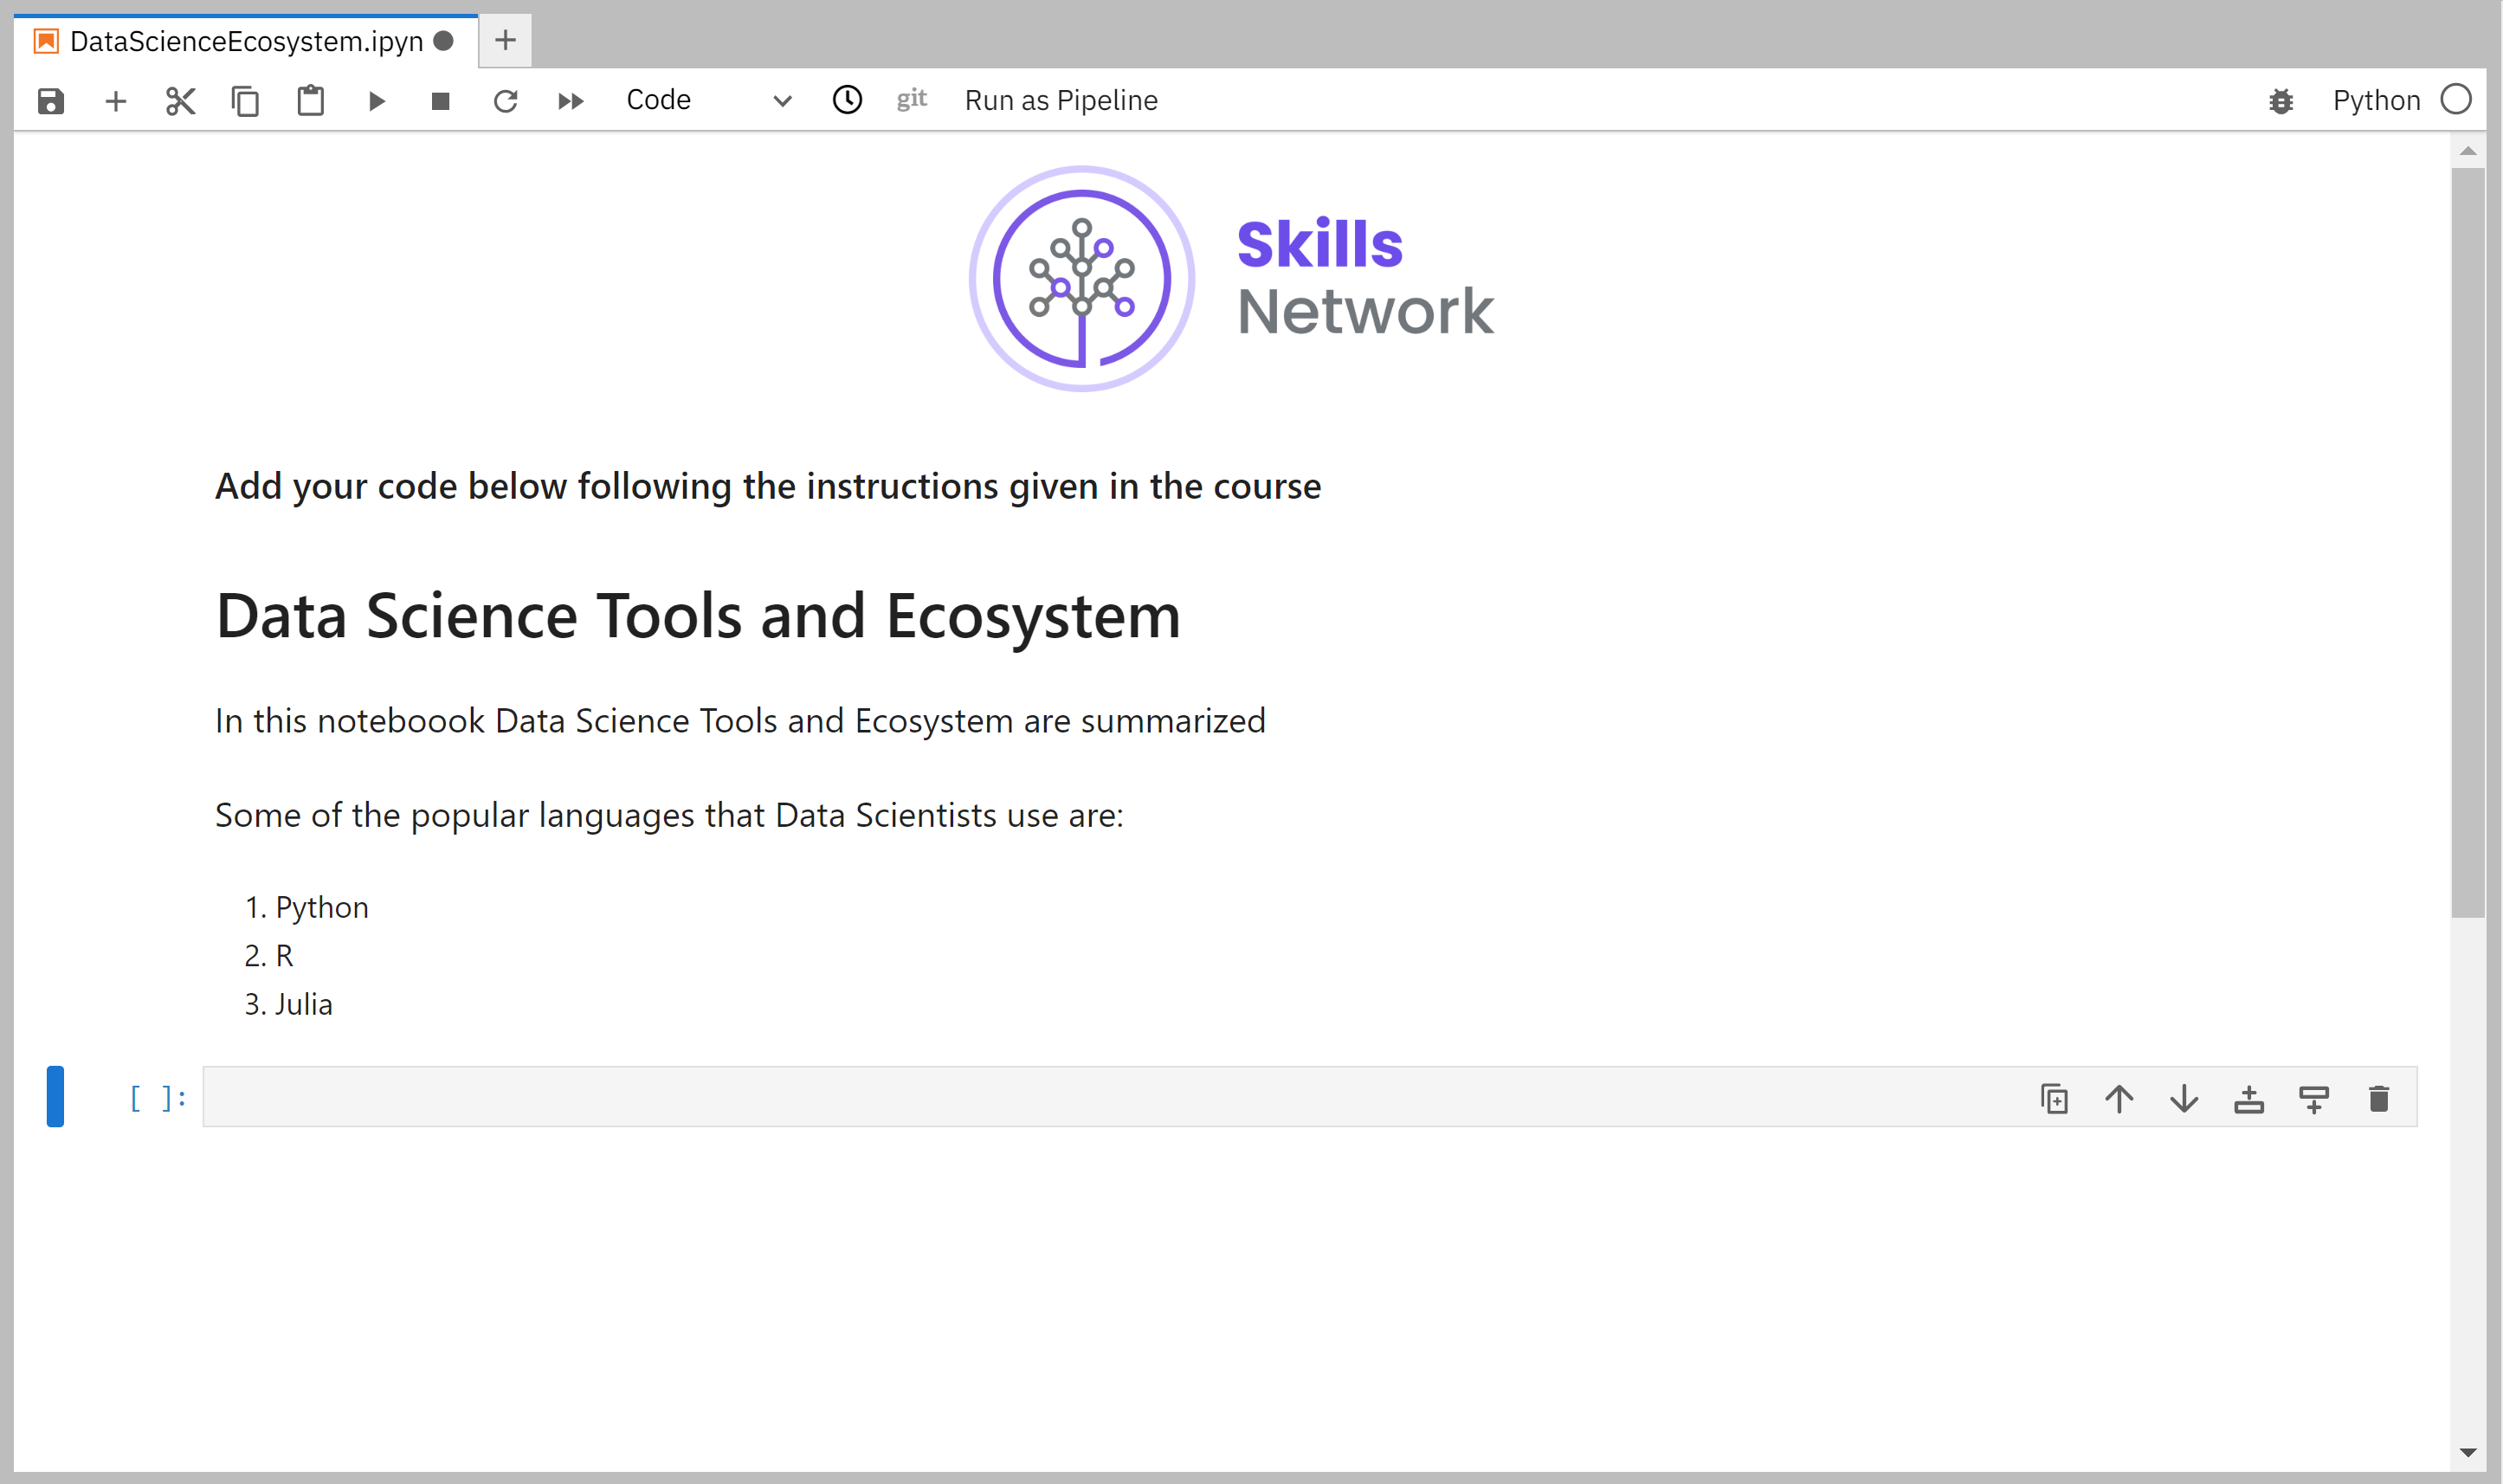 DataScienceEcosystem.ipyn
Code git Run as Pipeline Python
Skills
Network
Add your code below following the instructions given in the course
Data Science Tools and Ecosystem
In this noteboook Data Science Tools and Ecosystem are summarized
Some of the popular languages that Data Scientists use are:
1. Python
2. R
3. Julia
[ ]: